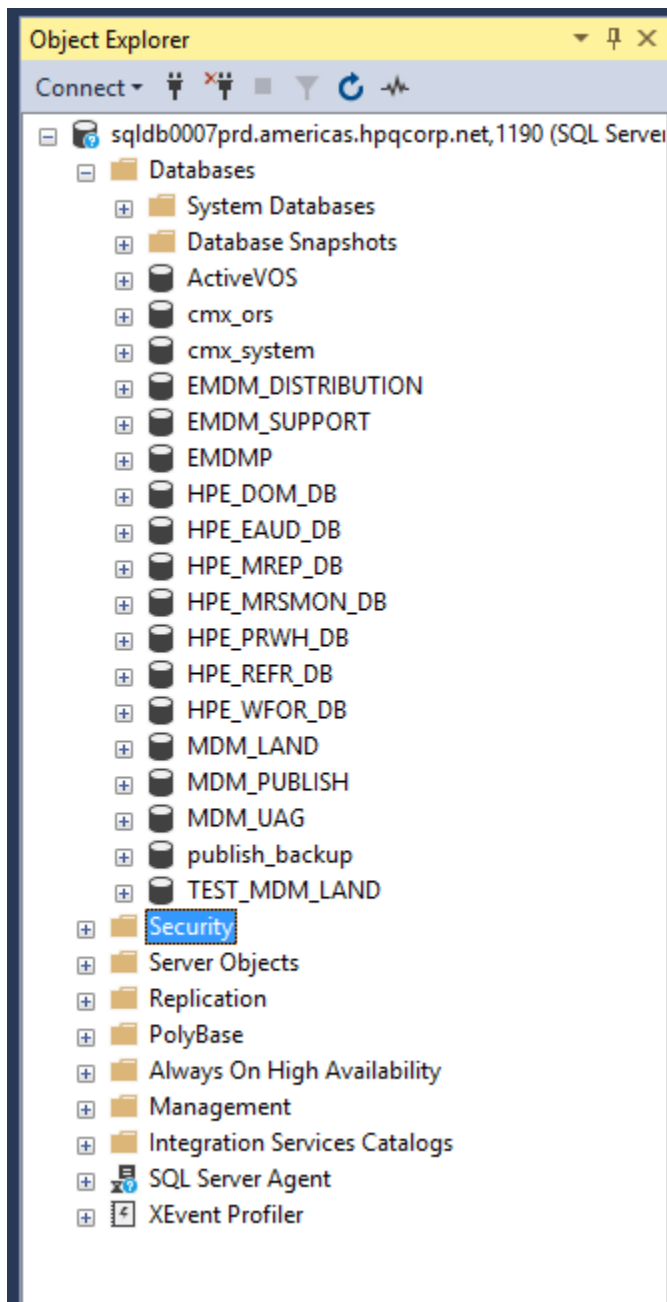 Object Explorer
Connect
sqldb0007prd.americas.hpqcorp.net,1190 (SQL Server
Databases
System Databases
Database Snapshots
ActiveVOS
cmx_ors
cmx_system
EMDM_DISTRIBUTION
EMDM_SUPPORT
EMDMP
HPE_DOM_DB
HPE_EAUD_DB
HPE_MREP_DB
HPE_MRSMON_DB
HPE_PRWH_DB
HPE_REFR_DB
HPE_WFOR_DB
MDM_LAND
MDM_PUBLISH
MDM_UAG
publish_backup
TEST_MDM_LAND
Security
Server Objects
Replication
PolyBase
Always On High Availability
Management
Integration Services Catalogs
SQL Server Agent
XEvent Profiler